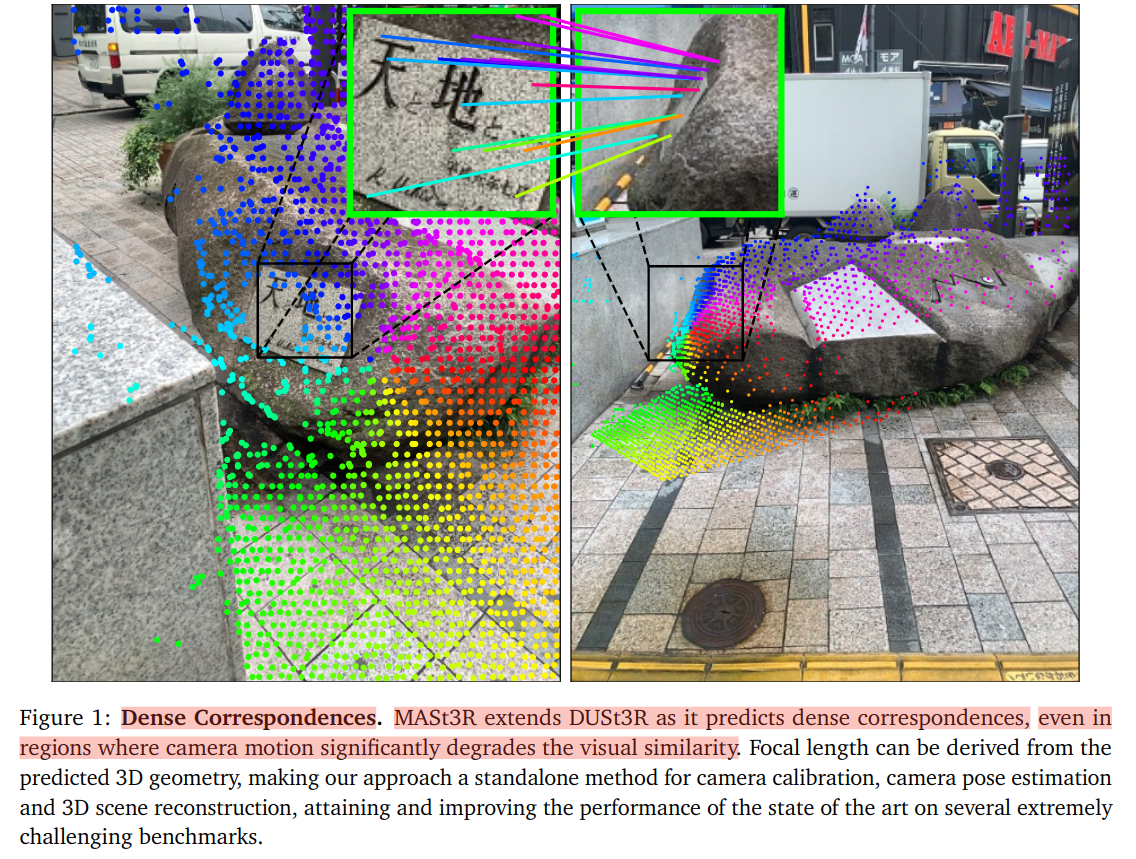 天と地と
天
MOA
モア
Figure 1: Dense Correspondences. MASt3R extends DUSt3R as it predicts dense correspondences, even in
regions where camera motion significantly degrades the visual similarity. Focal length can be derived from the
predicted 3D geometry, making our approach a standalone method for camera calibration, camera pose estimation
and 3D scene reconstruction, attaining and improving the performance of the state of the art on several extremely
challenging benchmarks.